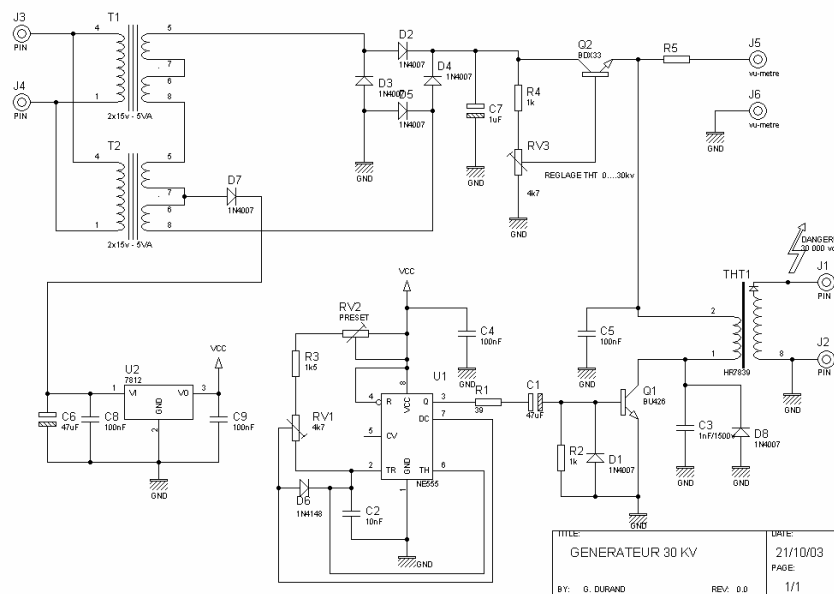 J3
PIN
J4
PIN
T1
4
5
7
6
1
8
2x15v - 5VA
T2
4
5
7
6
1
8
2x15v - 5VA
D7
1N4007
D2
1N4007
D3
1N4007
D4
1N4007
D5
1N4007
GND
C7
1uF
GND
R4
1k
RV3
4k7
GND
REGLAGE THT 0....30kv
Q2
BDX33
R5
J5
vu-metre
J6
vu-metre
GND
DANGER
30 000 vo
THT1
2
1
8
HR7839
J1
PIN
J2
PIN
GND
VCC
U2
7812
1
VI
VO
3
GND
2
C6
47uF
C8
100nF
C9
100nF
GND
VCC
RV2
PRESET
R3
1k5
RV1
4k7
C4
100nF
GND
U1
8
4
R
VCC
Q
3
DC
7
5
CV
2
TR
GND
TH
6
1
NE555
D6
1N4148
C2
10nF
GND
R1
39
C1
47uF
R2
1k
D1
1N4007
Q1
BU426
GND
C5
100nF
GND
C3
1nF/1500v
GND
D8
1N4007
GND
TITLE:
GENERATEUR 30 KV
DATE:
21/10/03
PAGE:
1/1
BY: G. DURAND
REV: 0.0